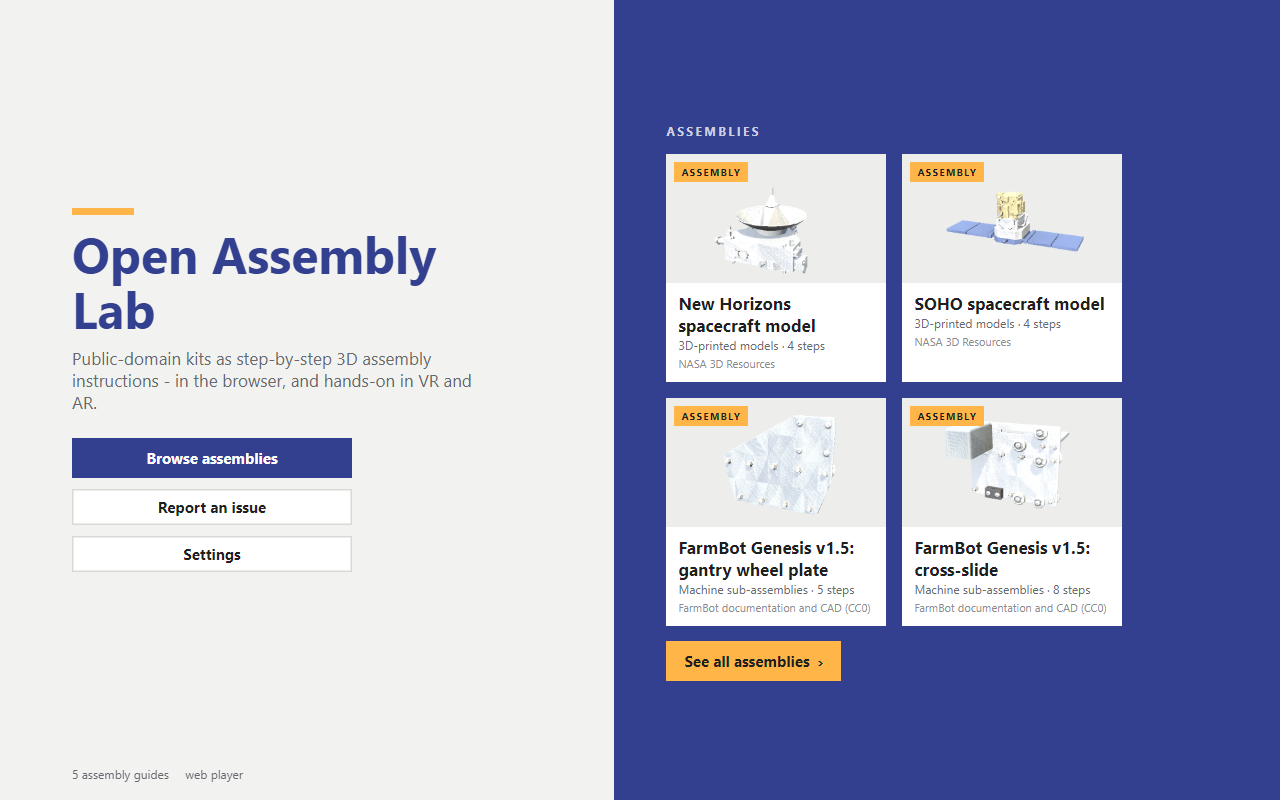 Open Assembly
Lab
Public-domain kits as step-by-step 3D assembly
instructions - in the browser, and hands-on in VR and
AR.
Browse assemblies
Report an issue
Settings
5 assembly guides web player
ASSEMBLIES
ASSEMBLY
New Horizons
spacecraft model
3D-printed models · 4 steps
NASA 3D Resources
ASSEMBLY
SOHO spacecraft model
3D-printed models · 4 steps
NASA 3D Resources
ASSEMBLY
FarmBot Genesis v1.5:
gantry wheel plate
Machine sub-assemblies · 5 steps
FarmBot documentation and CAD (CC0)
ASSEMBLY
FarmBot Genesis v1.5:
cross-slide
Machine sub-assemblies · 8 steps
FarmBot documentation and CAD (CC0)
See all assemblies ›